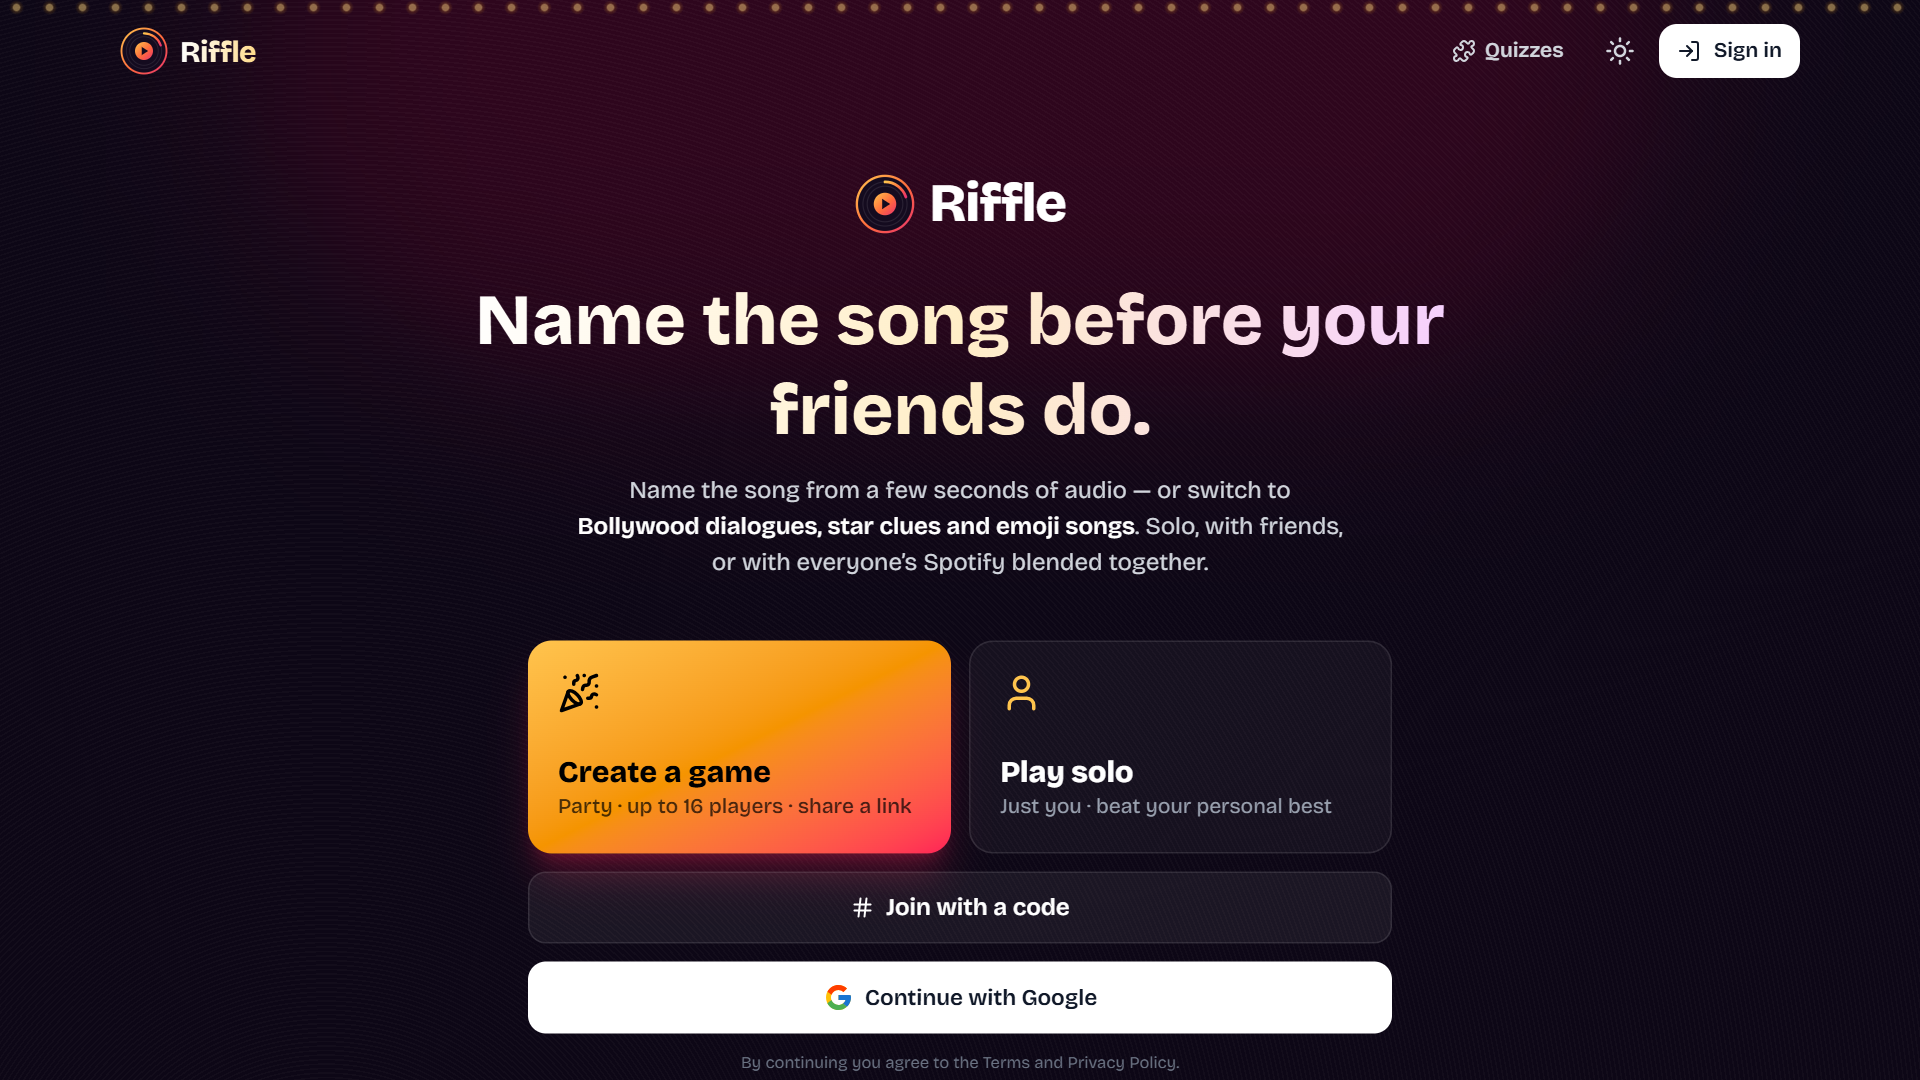 Riffle
Quizzes
Sign in
Riffle
Name the song before your
friends do.
Name the song from a few seconds of audio — or switch to
Bollywood dialogues, star clues and emoji songs. Solo, with friends,
or with everyone’s Spotify blended together.
Create a game
Party · up to 16 players · share a link
Play solo
Just you · beat your personal best
Join with a code
Continue with Google
By continuing you agree to the Terms and Privacy Policy.